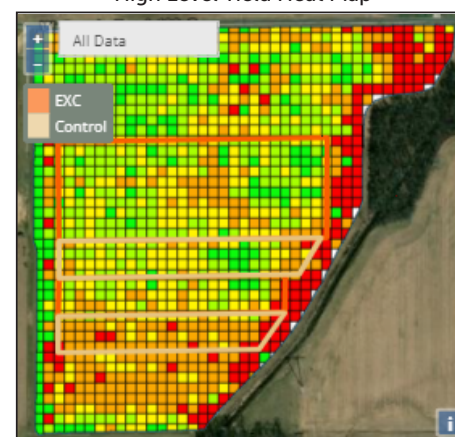 High Level Yield Heat Map
+
All Data
−
EXC
Control
i